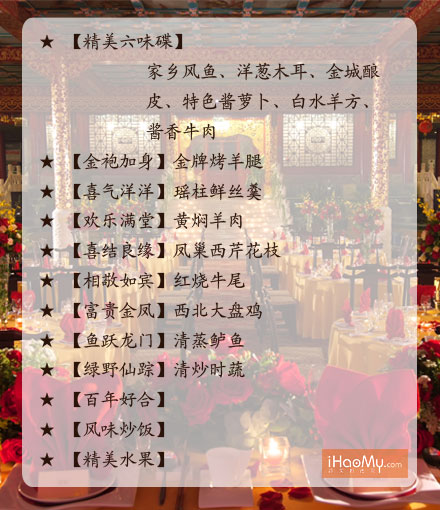 ★ 【精美六味碟】
家乡风鱼、洋葱木耳、金城酿
皮、特色酱萝卜、白水羊方、
酱香牛肉
★ 【金袍加身】金牌烤羊腿
★ 【喜气洋洋】瑶柱鲜丝羹
★ 【欢乐满堂】黄焖羊肉
★ 【喜结良缘】凤巢西芹花枝
★ 【相敬如宾】红烧牛尾
★ 【富贵金凤】西北大盘鸡
★ 【鱼跃龙门】清蒸鲈鱼
★ 【绿野仙踪】清炒时蔬
★ 【百年好合】
★ 【风味炒饭】
★ 【精美水果】
iHaoMy.com